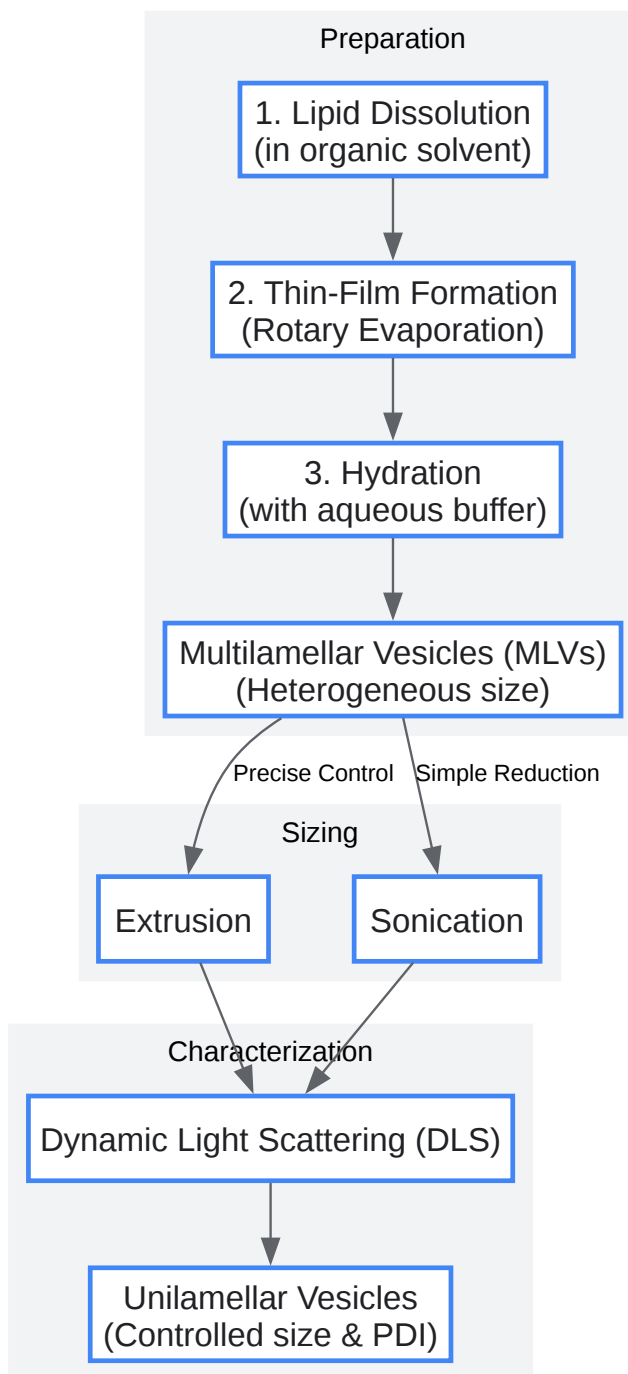 Preparation
1. Lipid Dissolution
(in organic solvent)
2. Thin-Film Formation
(Rotary Evaporation)
3. Hydration
(with aqueous buffer)
Multilamellar Vesicles (MLVs)
(Heterogeneous size)
Precise Control
Simple Reduction
Sizing
Extrusion
Sonication
Characterization
Dynamic Light Scattering (DLS)
Unilamellar Vesicles
(Controlled size & PDI)